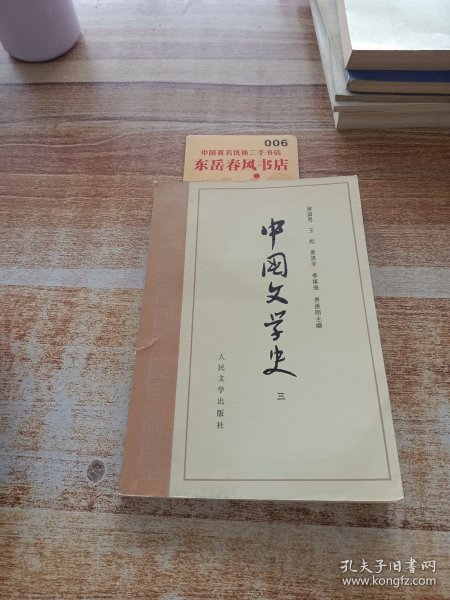 006
中国著名优秀二手书店
东岳春风书店
游国恩 王起 萧涤非 季镇淮 费振刚主编
中国文学史
三
人民文学出版社
孔夫子旧书网
www.kongfz.com